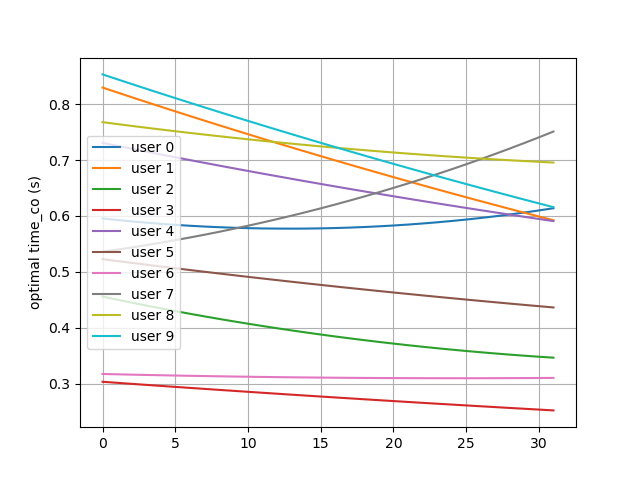 0.8
0.7
0.6
0.5
0.4
0.3
optimal time_co (s)
user 0
user 1
user 2
user 3
user 4
user 5
user 6
user 7
user 8
user 9
0 5 10 15 20 25 30